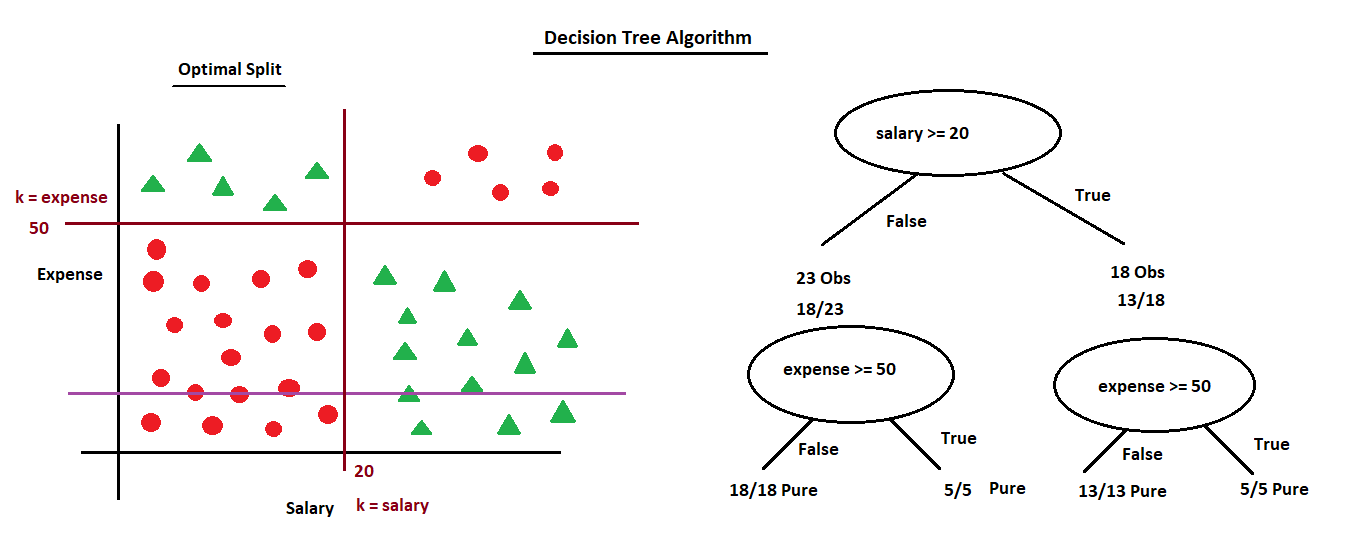 Decision Tree Algorithm
Optimal Split
k = expense
50
Expense
20
k = salary
Salary
salary >= 20
False
True
23 Obs
18/23
18 Obs
13/18
expense >= 50
expense >= 50
False
True
False
True
18/18 Pure
5/5 Pure
13/13 Pure
5/5 Pure